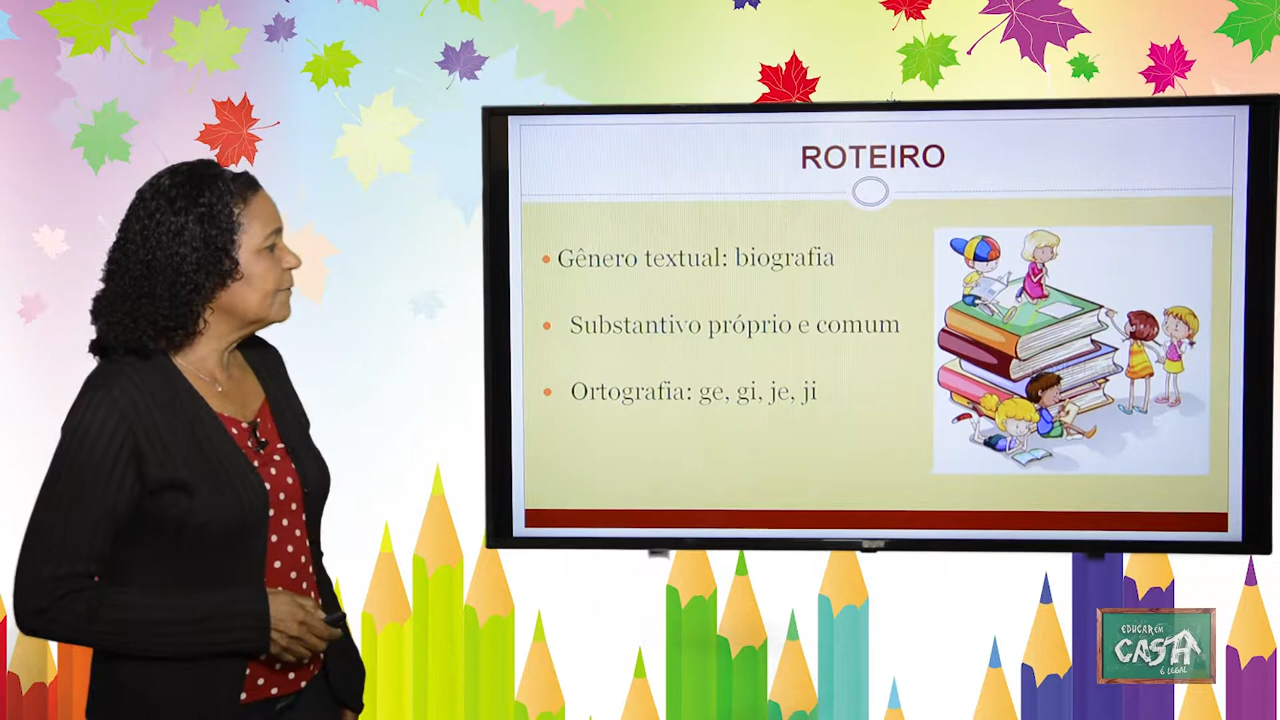 ROTEIRO
• Gênero textual: biografia
• Substantivo próprio e comum
• Ortografia: ge, gi, je, ji
EDUCAR EM
CASA
É LEGAL